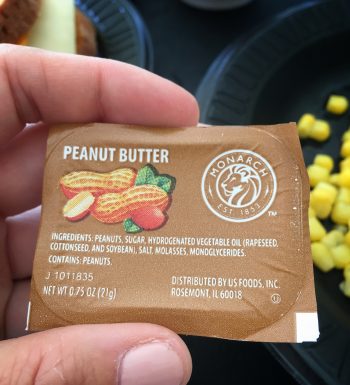 PEANUT BUTTER
MONARCH
EST. 1853
™
INGREDIENTS: PEANUTS, SUGAR, HYDROGENATED VEGETABLE OIL (RAPESEED,
COTTONSEED, AND SOYBEAN), SALT, MOLASSES, MONOGLYCERIDES.
CONTAINS: PEANUTS.
J 1011835
NET WT 0.75 OZ (21g)
DISTRIBUTED BY US FOODS, INC.
ROSEMONT, IL 60018